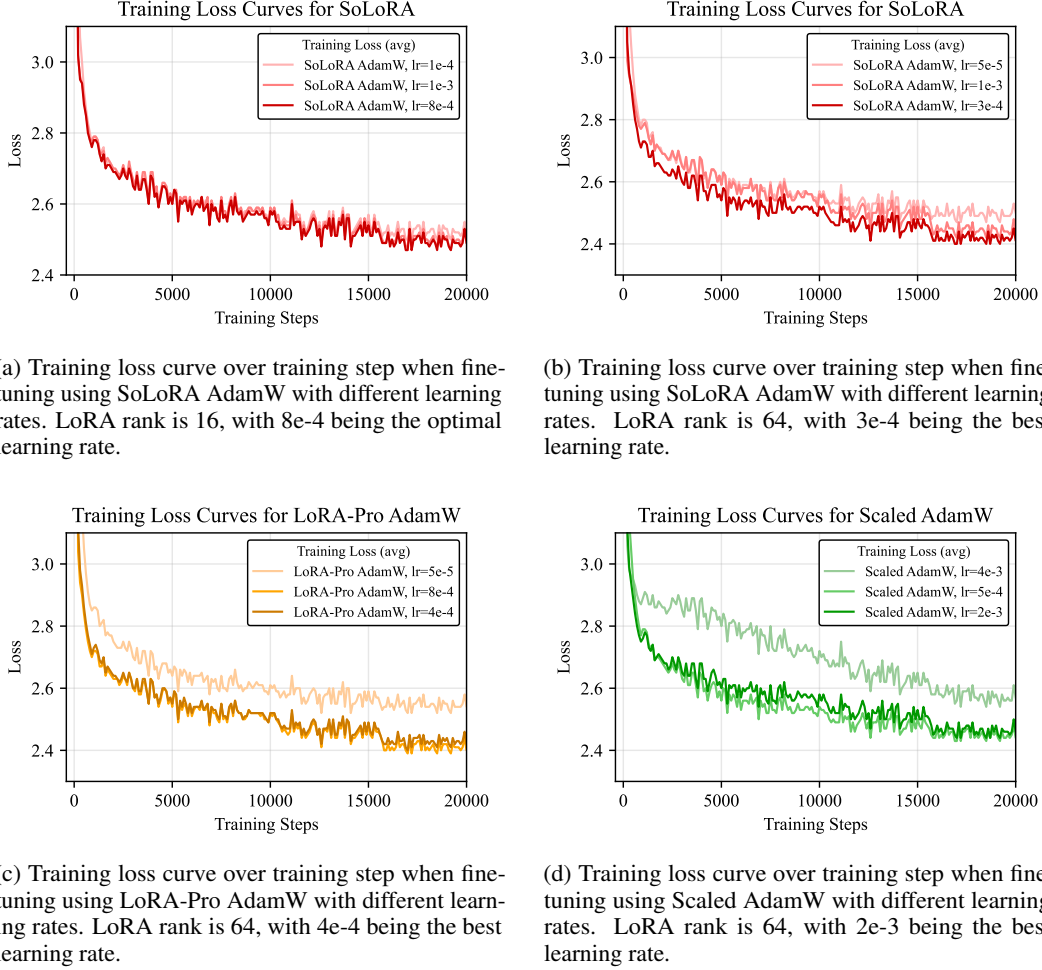 Training Loss Curves for SoLoRA
Training Loss (avg)
SoLoRA AdamW, lr=1e-4
SoLoRA AdamW, lr=1e-3
SoLoRA AdamW, lr=8e-4
3.0
2.8
2.6
2.4
Loss
0 5000 10000 15000 20000
Training Steps
Training Loss Curves for SoLoRA
Training Loss (avg)
SoLoRA AdamW, lr=5e-5
SoLoRA AdamW, lr=1e-3
SoLoRA AdamW, lr=3e-4
3.0
2.8
2.6
2.4
Loss
0 5000 10000 15000 20000
Training Steps
a) Training loss curve over training step when fine-
tuning using SoLoRA AdamW with different learning
rates. LoRA rank is 16, with 8e-4 being the optimal
learning rate.
(b) Training loss curve over training step when fine
tuning using SoLoRA AdamW with different learning
rates. LoRA rank is 64, with 3e-4 being the bes
learning rate.
Training Loss Curves for LoRA-Pro AdamW
Training Loss (avg)
LoRA-Pro AdamW, lr=5e-5
LoRA-Pro AdamW, lr=8e-4
LoRA-Pro AdamW, lr=4e-4
3.0
2.8
2.6
2.4
Loss
0 5000 10000 15000 20000
Training Steps
Training Loss Curves for Scaled AdamW
Training Loss (avg)
Scaled AdamW, lr=4e-3
Scaled AdamW, lr=5e-4
Scaled AdamW, lr=2e-3
3.0
2.8
2.6
2.4
Loss
0 5000 10000 15000 20000
Training Steps
c) Training loss curve over training step when fine-
tuning using LoRA-Pro AdamW with different learn-
ing rates. LoRA rank is 64, with 4e-4 being the best
learning rate.
(d) Training loss curve over training step when fine
tuning using Scaled AdamW with different learning
rates. LoRA rank is 64, with 2e-3 being the best
learning rate.